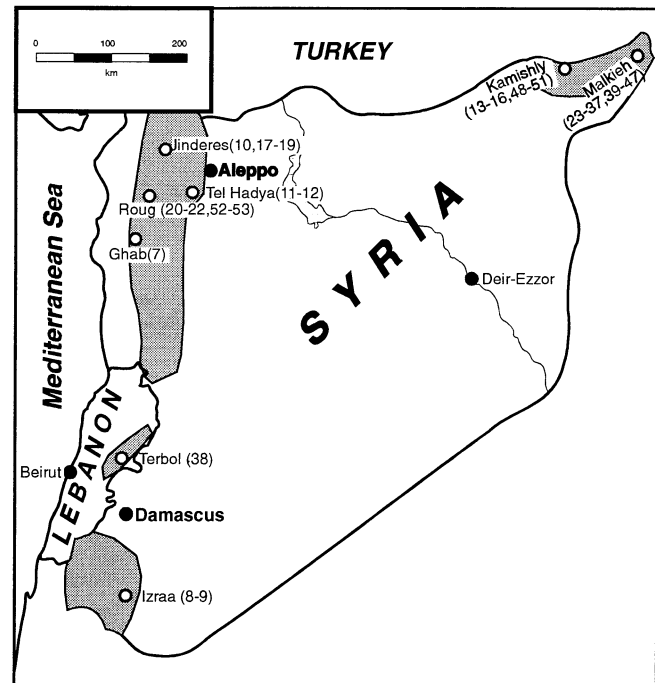 0 100 200
km
TURKEY
Kamishly
(13-16,48-51)
Malkieh
(23-37,39-47)
Jinderes(10,17-19)
Aleppo
Tel Hadya(11-12)
Roug (20-22,52-53)
Ghab(7)
Mediterranean Sea
SYRIA
Deir-Ezzor
LEBANON
Terbol (38)
Beirut
Damascus
Izraa (8-9)